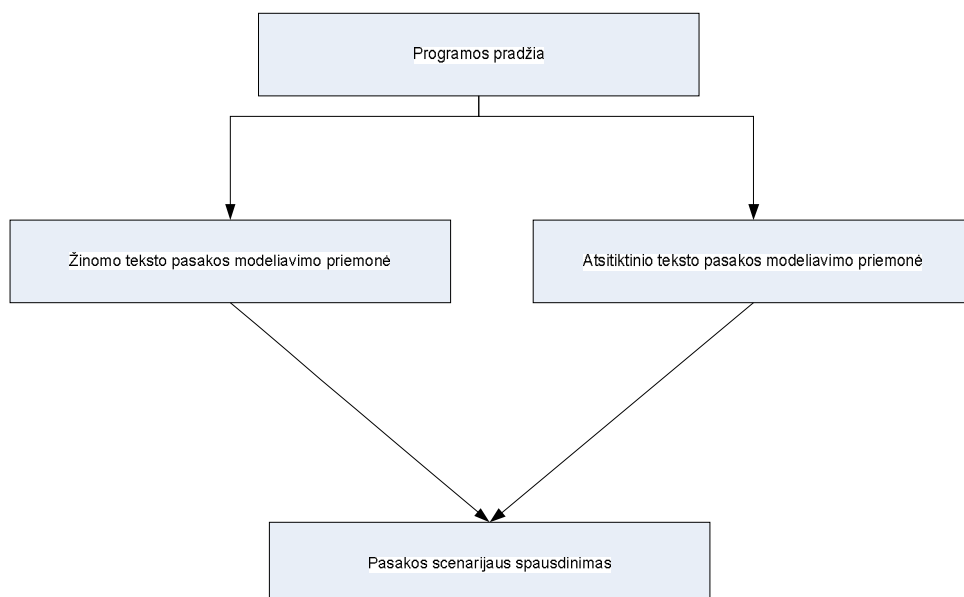 Programos pradžia
Žinomo teksto pasakos modeliavimo priemonė
Atsitiktinio teksto pasakos modeliavimo priemonė
Pasakos scenarijaus spausdinimas